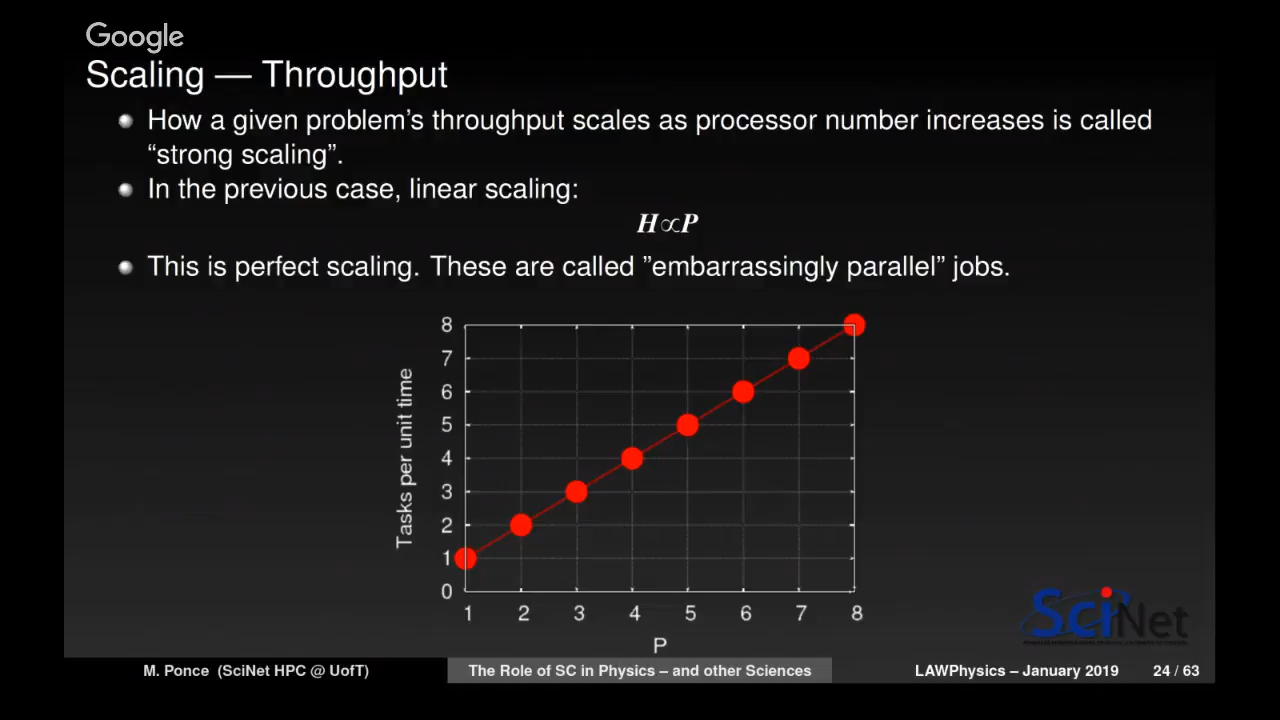 Google
Scaling — Throughput
How a given problem's throughput scales as processor number increases is called
“strong scaling”.
In the previous case, linear scaling:
H∝P
This is perfect scaling. These are called ”embarrassingly parallel” jobs.
8
7
6
5
4
3
2
1
0
Tasks per unit time
1 2 3 4 5 6 7 8
P
SciNet
M. Ponce (SciNet HPC @ UofT) The Role of SC in Physics – and other Sciences LAWPhysics – January 2019 24 / 63